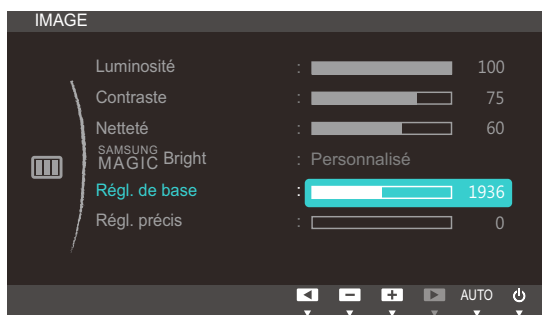 IMAGE
Luminosité : 100
Contraste : 75
Netteté : 60
SAMSUNG MAGIC Bright : Personnalisé
Régl. de base : 1936
Régl. précis : 0
AUTO